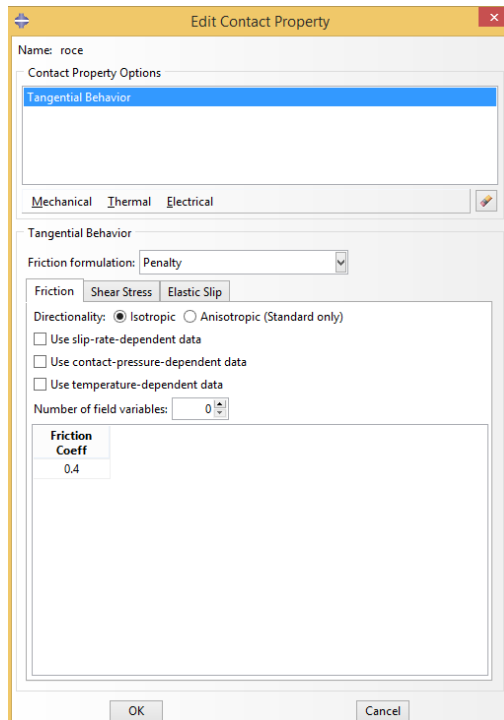 Edit Contact Property
Name: roce
Contact Property Options
Tangential Behavior
Mechanical Thermal Electrical
Tangential Behavior
Friction formulation: Penalty
Friction Shear Stress Elastic Slip
Directionality: Isotropic Anisotropic (Standard only)
Use slip-rate-dependent data
Use contact-pressure-dependent data
Use temperature-dependent data
Number of field variables: 0
Friction
Coeff
0.4
OK Cancel